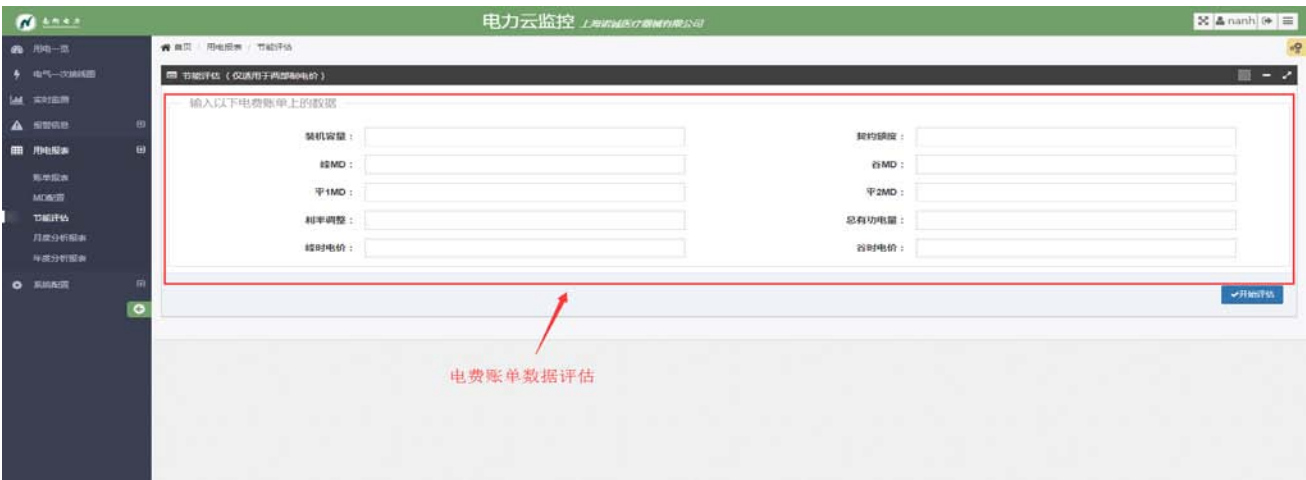 电力云监控
nanh
用电一览
首页 / 用电报表 / 节能评估
电气一次接线图
节能评估（仅适用于两部制电价）
实时监测
输入以下电费账单上的数据
报警信息
装机容量：
契约额度：
用电报表
峰MD：
谷MD：
账单报表
MD配置
平1MD：
平2MD：
节能评估
利率调整：
总有功电量：
月度分析报表
峰时电价：
谷时电价：
年度分析报表
系统配置
开始评估
电费账单数据评估